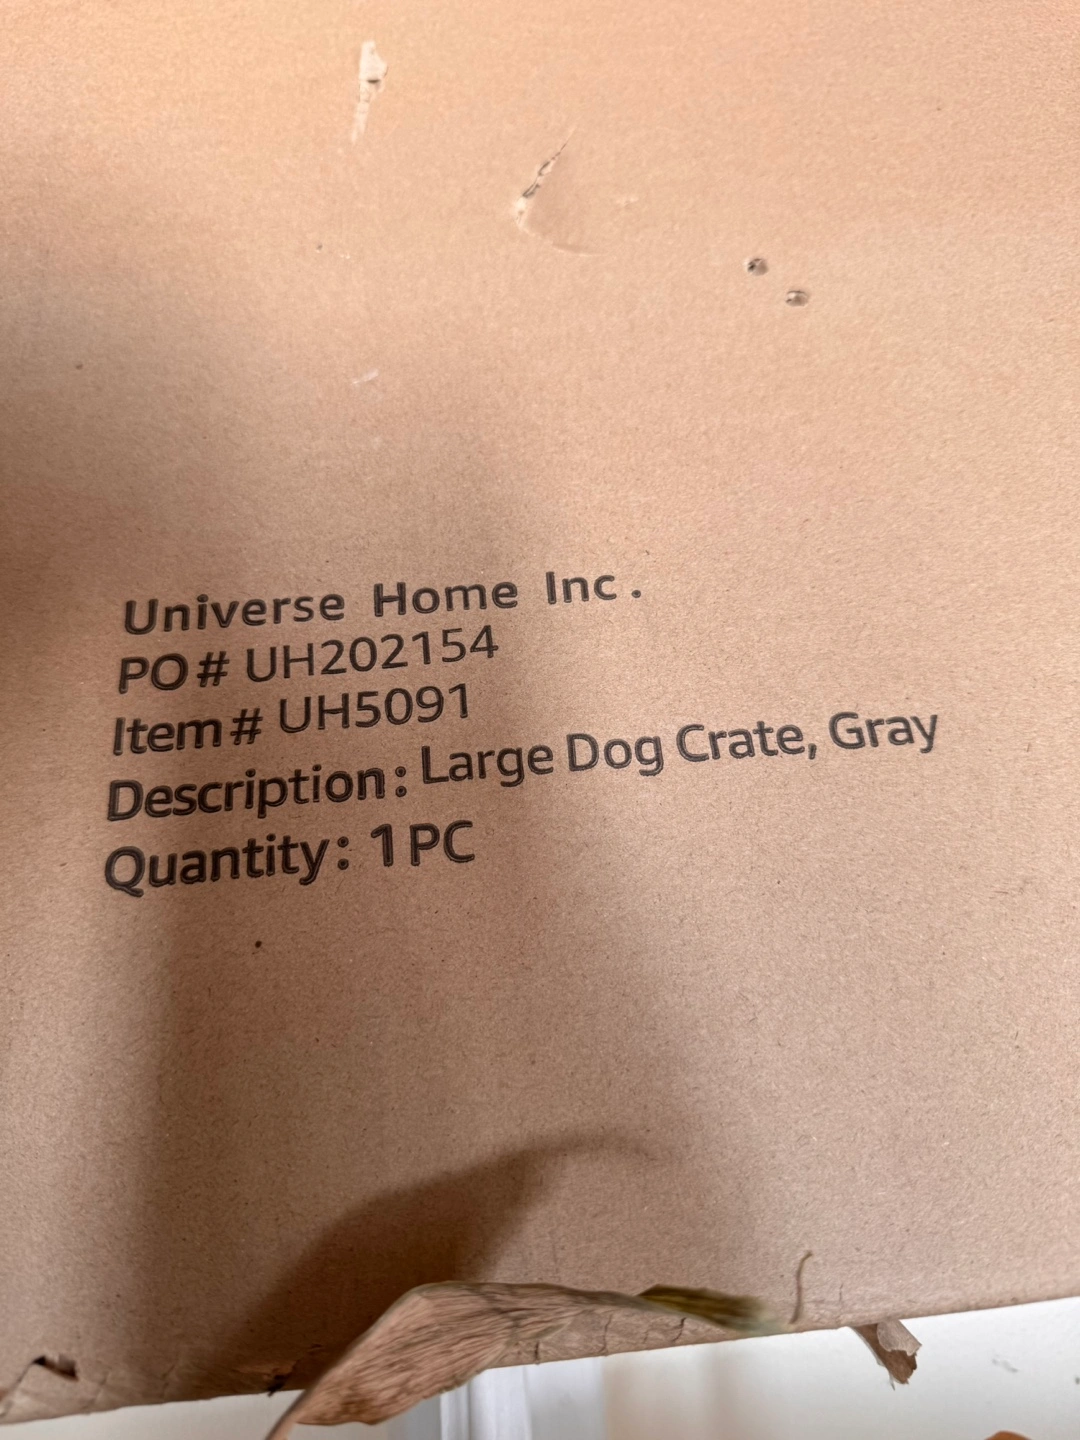 Universe Home Inc.
PO# UH202154
Item# UH5091
Description: Large Dog Crate, Gray
Quantity: 1PC